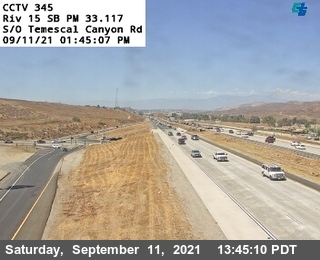 CCTV 345
Riv 15 SB PM 33.117
S/O Temescal Canyon Rd
09/11/21 01:45:07 PM
Saturday, September 11, 2021 13:45:10 PDT